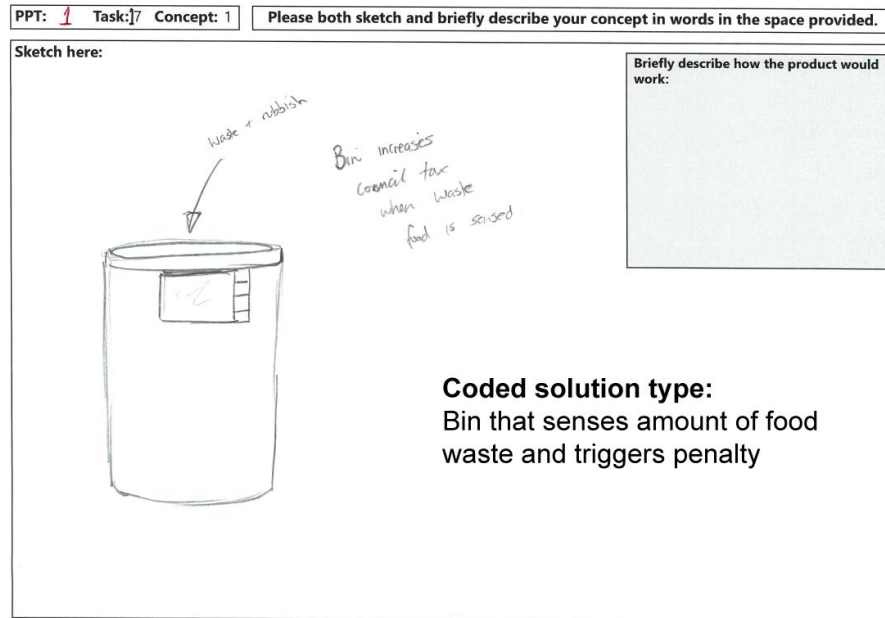 PPT: 1 Task: 17 Concept: 1
Please both sketch and briefly describe your concept in words in the space provided.
Sketch here:
Briefly describe how the product would
work:
waste + rubbish
Bin increases
council tax
when waste
food is sensed
Coded solution type:
Bin that senses amount of food
waste and triggers penalty